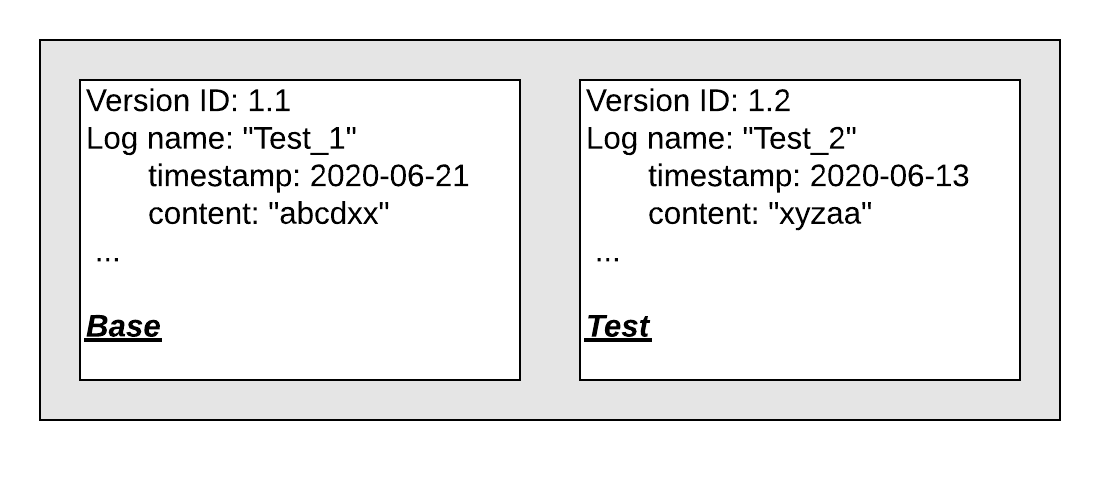 Version ID: 1.1
Log name: "Test_1"
timestamp: 2020-06-21
content: "abcdxx"
...
Base
Version ID: 1.2
Log name: "Test_2"
timestamp: 2020-06-13
content: "xyzaa"
...
Test